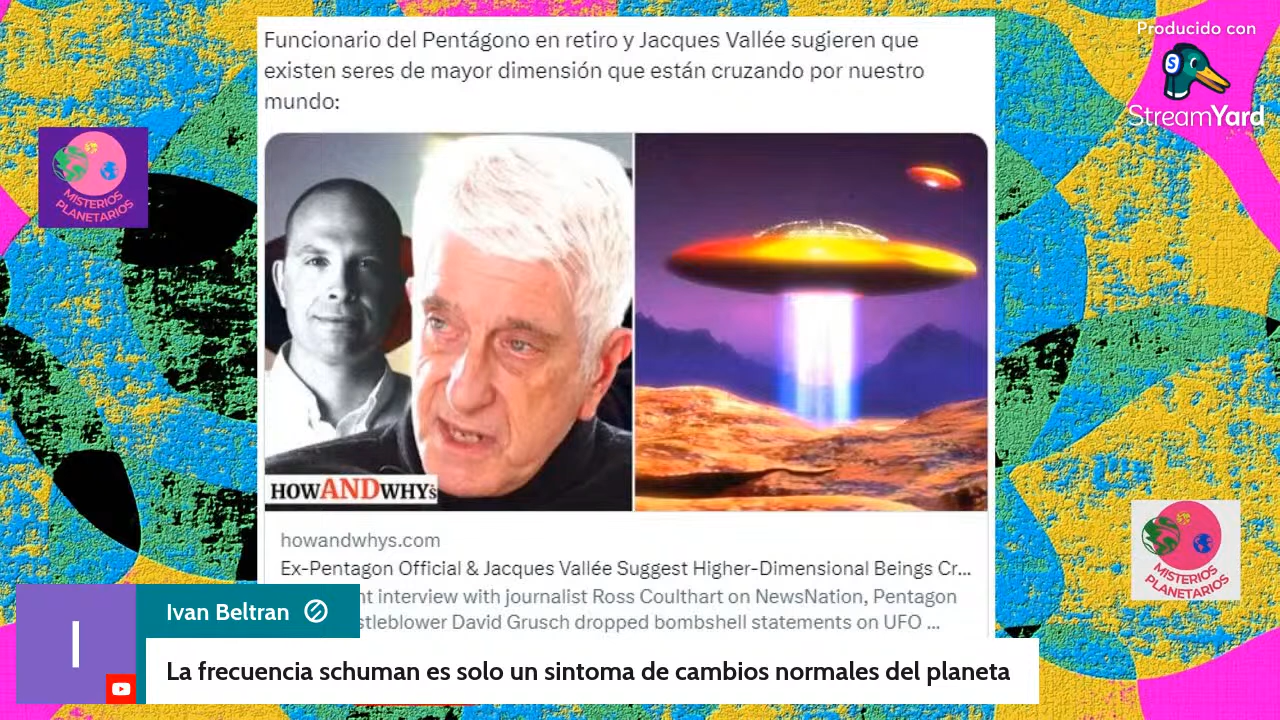 Funcionario del Pentágono en retiro y Jacques Vallée sugieren que
existen seres de mayor dimensión que están cruzando por nuestro
mundo:
Producido con
StreamYard
MISTERIOS
PLANETARIOS
HOWANDWHYS
howandwhys.com
Ex-Pentagon Official & Jacques Vallée Suggest Higher-Dimensional Beings Cr...
interview with journalist Ross Coulthart on NewsNation, Pentagon
David Grusch dropped bombshell statements on UFO ...
MISTERIOS
PLANETARIOS
I
Ivan Beltran
La frecuencia schuman es solo un sintoma de cambios normales del planeta